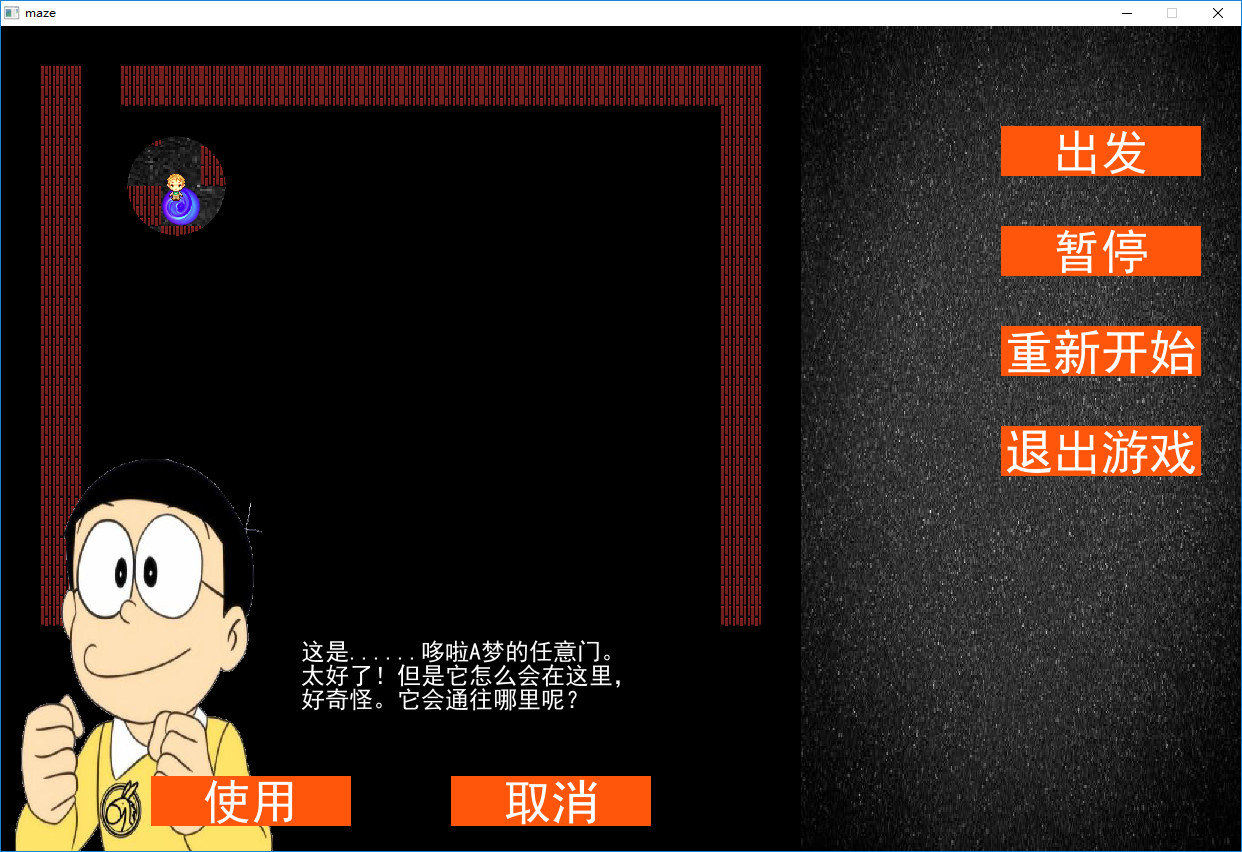 maze
出发
暂停
重新开始
退出游戏
这是......哆啦A梦的任意门。
太好了！但是它怎么会在这里，
好奇怪。它会通往哪里呢？
使用
取消